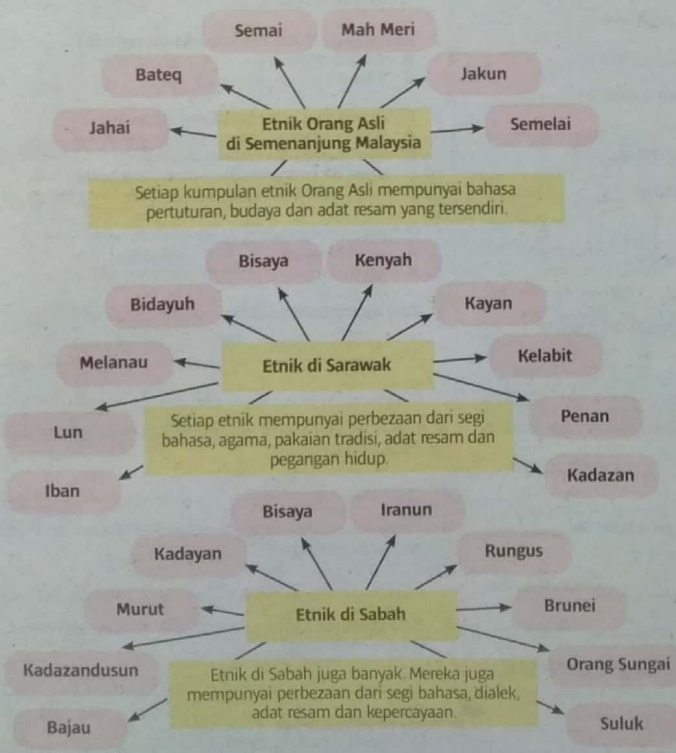 Semai
Mah Meri
Bateq
Jakun
Jahai
Etnik Orang Asli
di Semenanjung Malaysia
Semelai
Setiap kumpulan etnik Orang Asli mempunyai bahasa
pertuturan, budaya dan adat resam yang tersendiri.
Bisaya
Kenyah
Bidayuh
Kayan
Melanau
Etnik di Sarawak
Kelabit
Lun
Setiap etnik mempunyai perbezaan dari segi
bahasa, agama, pakaian tradisi, adat resam dan
pegangan hidup.
Penan
Iban
Kadazan
Bisaya
Iranun
Kadayan
Rungus
Murut
Etnik di Sabah
Brunei
Kadazandusun
Etnik di Sabah juga banyak. Mereka juga
mempunyai perbezaan dari segi bahasa, dialek,
adat resam dan kepercayaan.
Orang Sungai
Bajau
Suluk